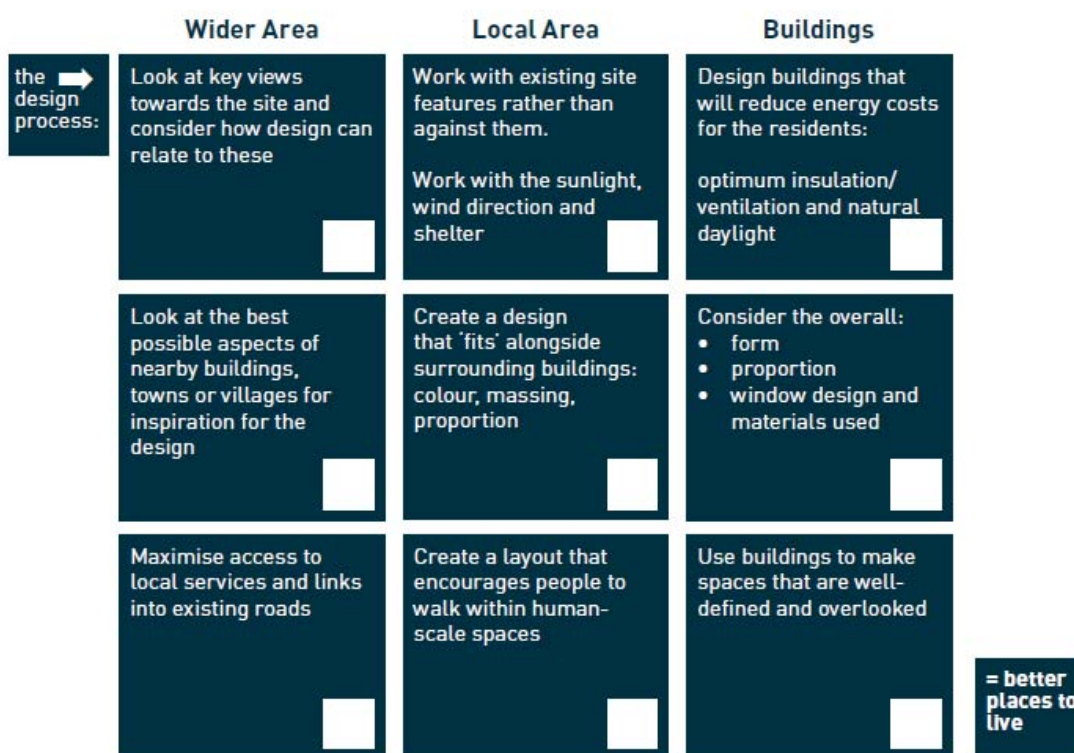 Wider Area
Local Area
Buildings
the
design
process:
Look at key views
towards the site and
consider how design can
relate to these
Work with existing site
features rather than
against them.
Work with the sunlight,
wind direction and
shelter
Design buildings that
will reduce energy costs
for the residents:
optimum insulation/
ventilation and natural
daylight
Look at the best
possible aspects of
nearby buildings,
towns or villages for
inspiration for the
design
Create a design
that ‘fits’ alongside
surrounding buildings:
colour, massing,
proportion
Consider the overall:
• form
• proportion
• window design and
materials used
Maximise access to
local services and links
into existing roads
Create a layout that
encourages people to
walk within human-
scale spaces
Use buildings to make
spaces that are well-
defined and overlooked
= better
places to
live